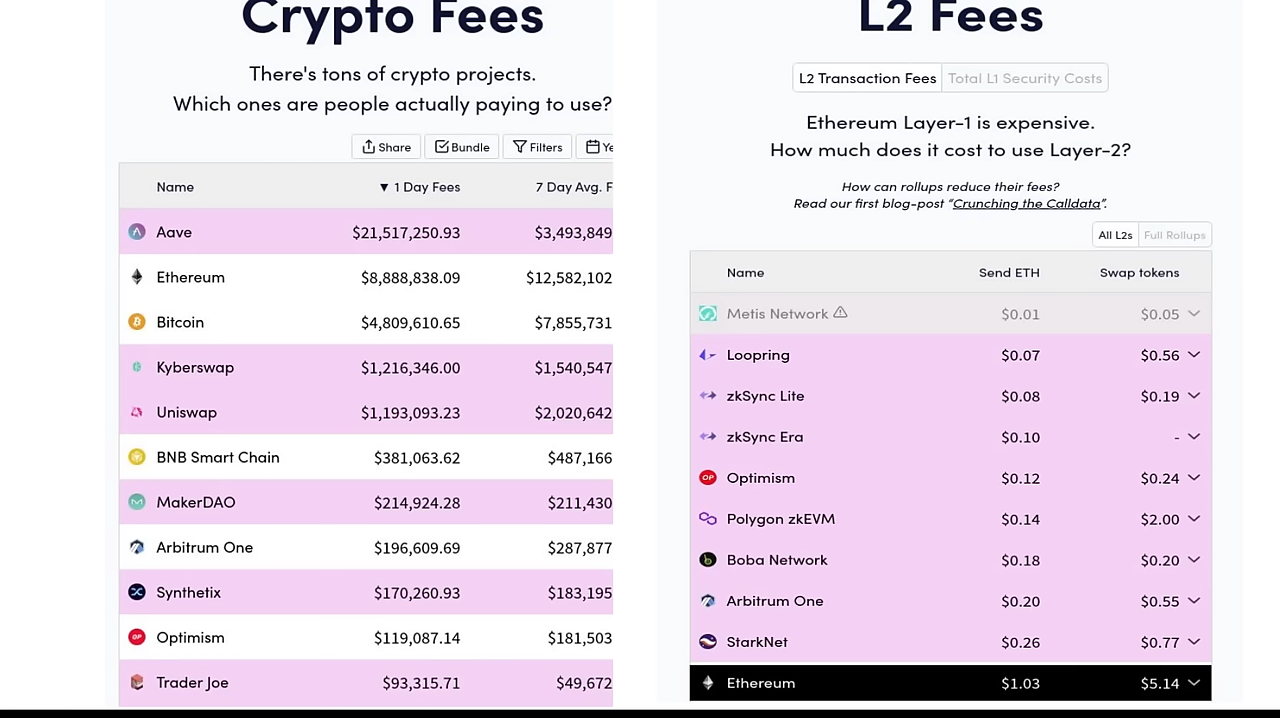 Crypto Fees
There's tons of crypto projects.
Which ones are people actually paying to use?
Share Bundle Filters Ye
Name ▼ 1 Day Fees 7 Day Avg. F
Aave $21,517,250.93 $3,493,849
Ethereum $8,888,838.09 $12,582,102
Bitcoin $4,809,610.65 $7,855,731
Kyberswap $1,216,346.00 $1,540,547
Uniswap $1,193,093.23 $2,020,642
BNB Smart Chain $381,063.62 $487,166
MakerDAO $214,924.28 $211,430
Arbitrum One $196,609.69 $287,877
Synthetix $170,260.93 $183,195
Optimism $119,087.14 $181,503
Trader Joe $93,315.71 $49,672
L2 Fees
L2 Transaction Fees Total L1 Security Costs
Ethereum Layer-1 is expensive.
How much does it cost to use Layer-2?
How can rollups reduce their fees?
Read our first blog-post “Crunching the Calldata”.
All L2s Full Rollups
Name Send ETH Swap tokens
Metis Network $0.01 $0.05
Loopring $0.07 $0.56
zkSync Lite $0.08 $0.19
zkSync Era $0.10 -
OP Optimism $0.12 $0.24
Polygon zkEVM $0.14 $2.00
Boba Network $0.18 $0.20
Arbitrum One $0.20 $0.55
StarkNet $0.26 $0.77
Ethereum $1.03 $5.14